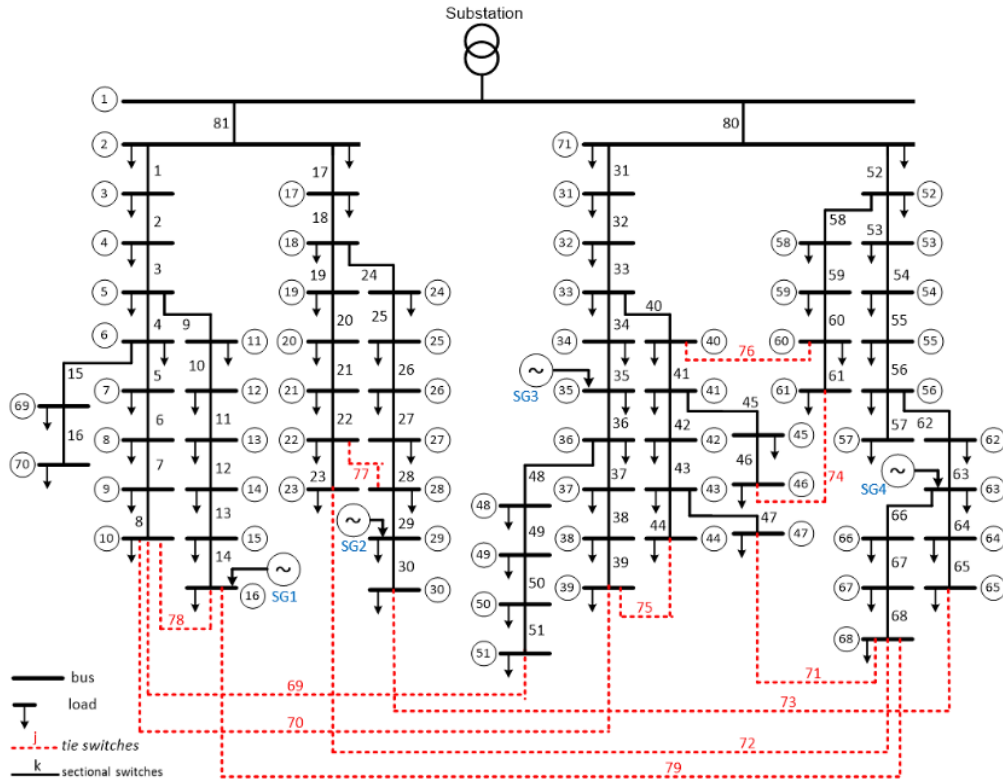 Substation
1
81 80
2 71
1 17 31 52
3 17 31 52
2 18 32 58 53
4 18 32 58 53
3 19 24 33 59 54
5 19 24 33 59 54
4 9 20 25 34 40 60 55
6 11 20 25 34 40 76 60 55
15 5 10 21 26 SG3 35 41 61 56
69 7 12 21 26 35 41 61 56
16 6 11 22 27 36 42 45 74 57 62
70 8 13 22 77 27 36 42 45 57 62
7 12 23 28 48 37 43 46 SG4 63
9 14 23 28 48 37 43 46 63
8 13 SG2 29 49 38 44 47 66 64
10 15 29 49 38 44 47 66 64
14 30 50 39 67 65
78 16 SG1 30 50 39 75 67 65
51 68
51 68
69 71
70 73
72
79
bus
load
j
tie switches
k
sectional switches